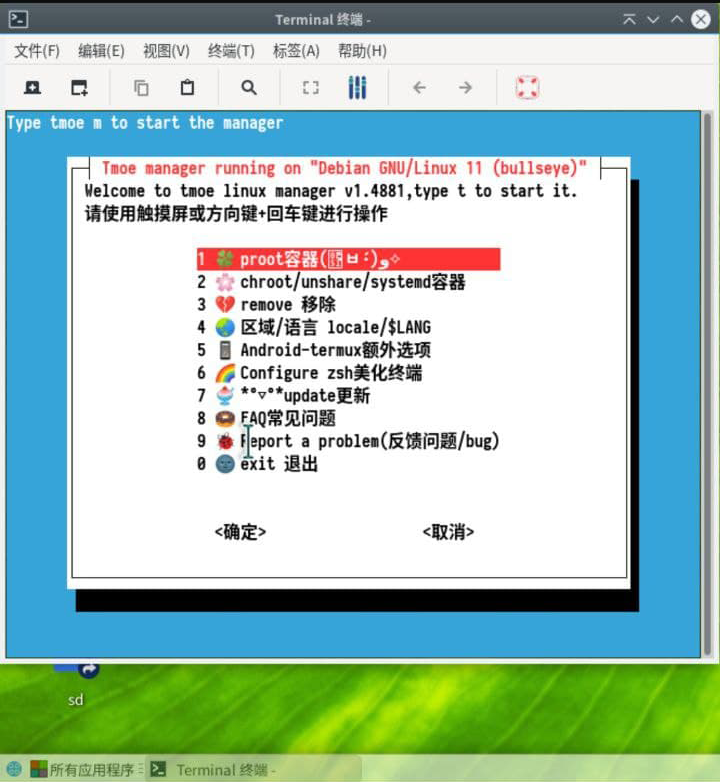 Terminal 终端 -
文件(F) 编辑(E) 视图(V) 终端(T) 标签(A) 帮助(H)
Type tmoe m to start the manager
Tmoe manager running on "Debian GNU/Linux 11 (bullseye)"
Welcome to tmoe linux manager v1.4881,type t to start it.
请使用触摸屏或方向键+回车键进行操作
1 🍀 proot容器(
2 🌸 chroot/unshare/systemd容器
3 💔 remove 移除
4 🌏 区域/语言 locale/$LANG
5 📱 Android-termux额外选项
6 🌈 Configure zsh美化终端
7 🍧 *°▽°*update更新
8 🍩 FAQ常见问题
9 🐞 Report a problem(反馈问题/bug)
0 🌚 exit 退出
<确定> <取消>
sd
所有应用程序 Terminal 终端 -